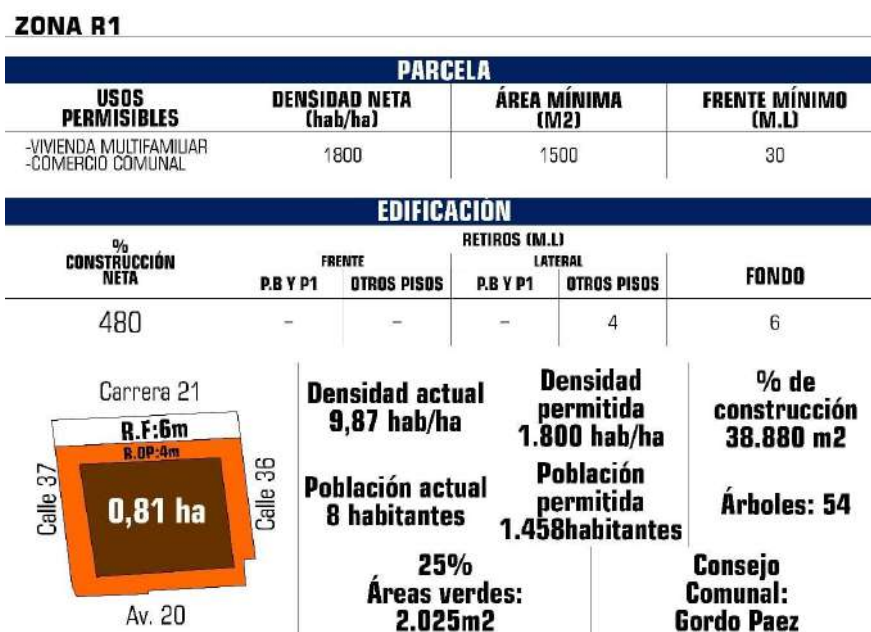 ZONA R1
PARCELA
USOS PERMISIBLES
DENSIDAD NETA (hab/ha)
ÁREA MÍNIMA (M2)
FRENTE MÍNIMO (M.L)
-VIVIENDA MULTIFAMILIAR
-COMERCIO COMUNAL
1800
1500
30
EDIFICACIÓN
% CONSTRUCCIÓN NETA
RETIROS (M.L)
FRENTE
LATERAL
FONDO
P.B Y P1
OTROS PISOS
P.B Y P1
OTROS PISOS
480
-
-
-
4
6
Carrera 21
R.F:6m
R.OP:4m
Calle 37
0,81 ha
Calle 36
Av. 20
Densidad actual
9,87 hab/ha
Densidad
permitida
1.800 hab/ha
% de
construcción
38.880 m2
Población actual
8 habitantes
Población
permitida
1.458habitantes
Árboles: 54
25%
Áreas verdes:
2.025m2
Consejo
Comunal:
Gordo Paez